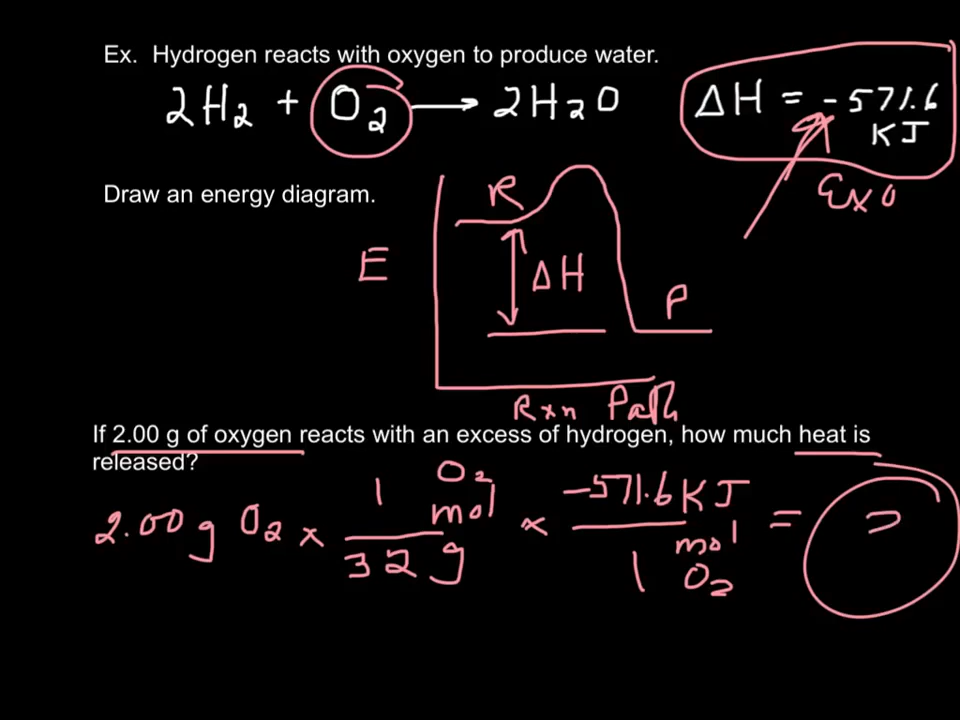 Ex. Hydrogen reacts with oxygen to produce water.
2H₂ + O₂ → 2H₂O
ΔH = -571.6
KJ
Exo
Draw an energy diagram.
R
E
ΔH
P
Rxn Path
If 2.00 g of oxygen reacts with an excess of hydrogen, how much heat is
released?
2.00 g O₂ × 1 mol O₂ / 32 g × -571.6 KJ / 1 mol O₂ =